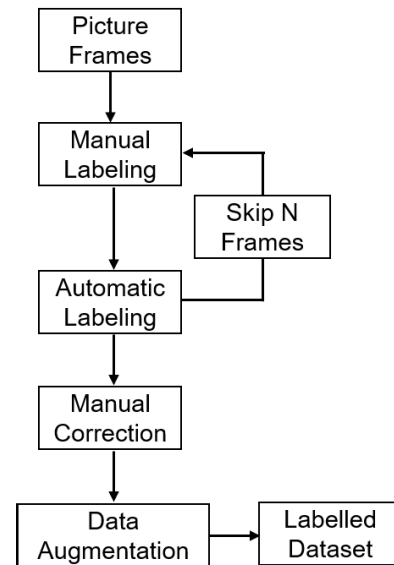 Picture
Frames
Manual
Labeling
Skip N
Frames
Automatic
Labeling
Manual
Correction
Data
Augmentation
Labelled
Dataset